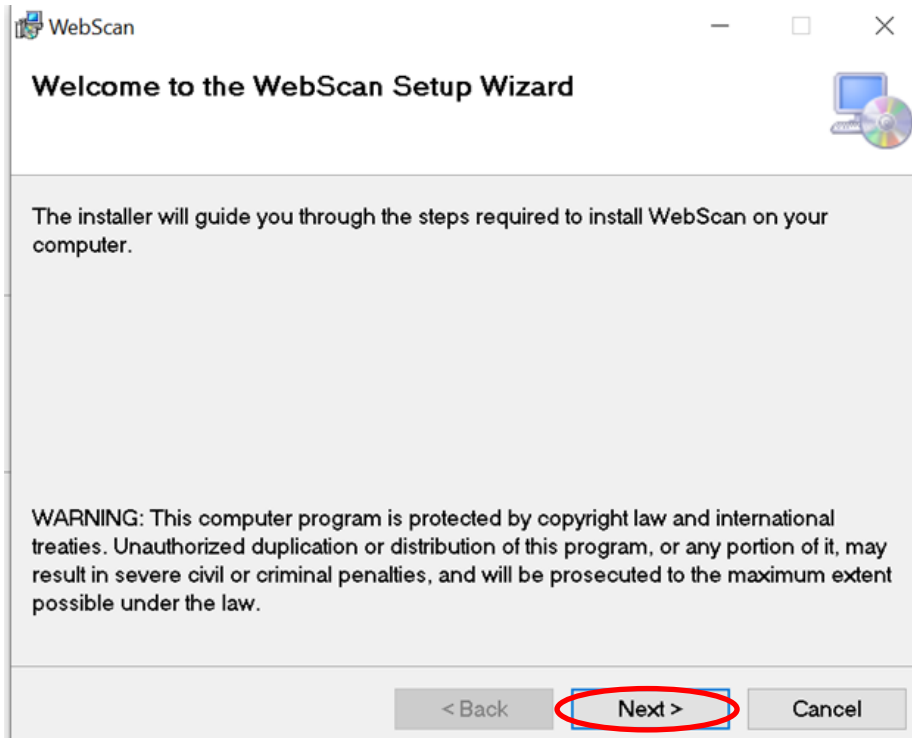 WebScan
Welcome to the WebScan Setup Wizard
The installer will guide you through the steps required to install WebScan on your
computer.
WARNING: This computer program is protected by copyright law and international
treaties. Unauthorized duplication or distribution of this program, or any portion of it, may
result in severe civil or criminal penalties, and will be prosecuted to the maximum extent
possible under the law.
< Back Next > Cancel